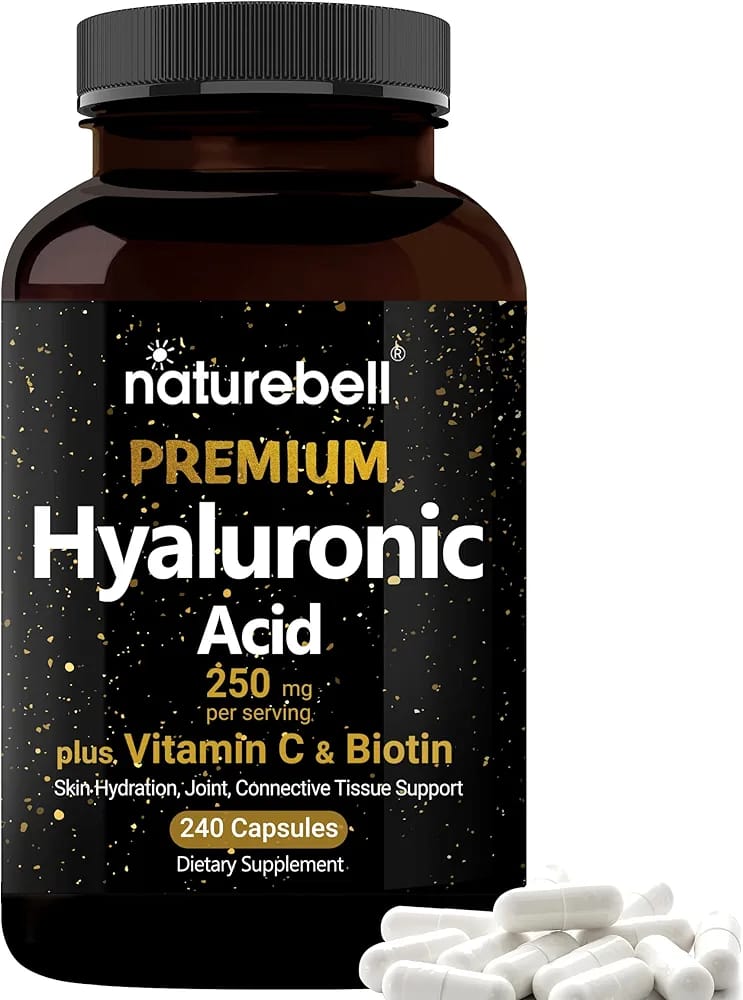 naturebell®
PREMIUM
Hyaluronic
Acid
250 mg
per serving
plus Vitamin C & Biotin
Skin Hydration, Joint, Connective Tissue Support
240 Capsules
Dietary Supplement